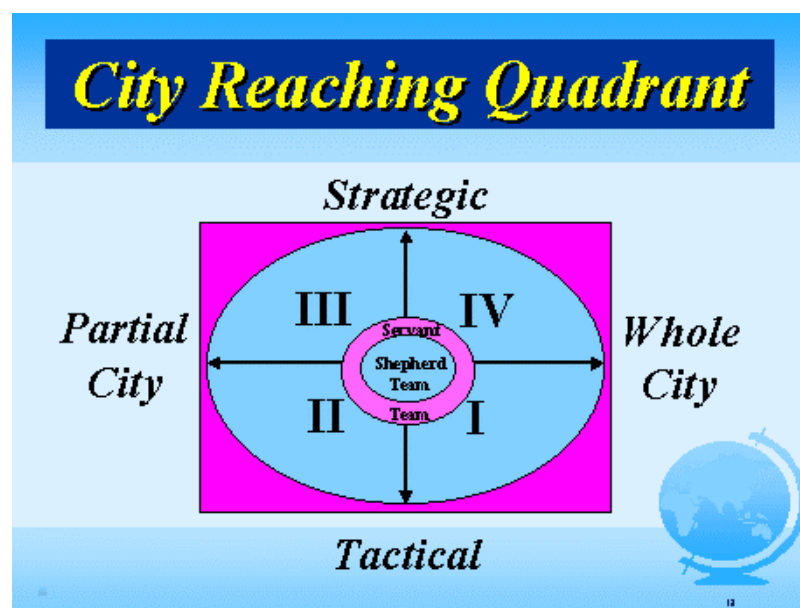 City Reaching Quadrant
Strategic
III
IV
Partial
City
Servant
Shepherd
Team
Whole
City
II
Team
I
Tactical